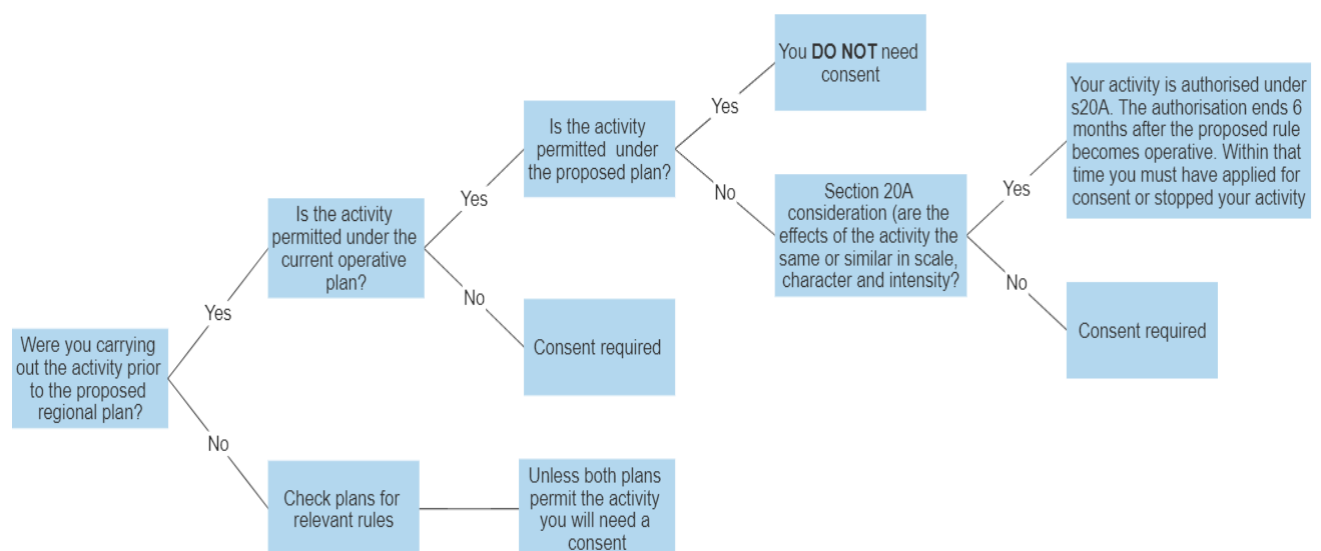 Were you carrying
out the activity prior
to the proposed
regional plan?
Yes
No
Is the activity
permitted under the
current operative
plan?
Yes
No
Is the activity
permitted under
the proposed plan?
Yes
No
You DO NOT need
consent
Section 20A
consideration (are the
effects of the activity the
same or similar in scale,
character and intensity?
Yes
No
Your activity is authorised under
s20A. The authorisation ends 6
months after the proposed rule
becomes operative. Within that
time you must have applied for
consent or stopped your activity
Consent required
Consent required
Check plans for
relevant rules
Unless both plans
permit the activity
you will need a
consent